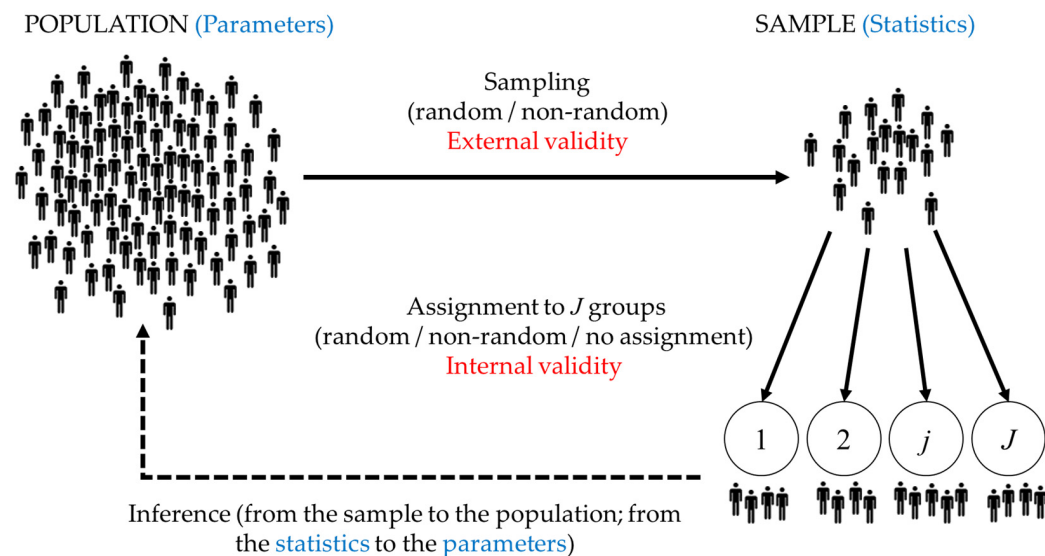 POPULATION (Parameters)
SAMPLE (Statistics)
Sampling
(random / non-random)
External validity
Assignment to J groups
(random / non-random / no assignment)
Internal validity
1
2
j
J
Inference (from the sample to the population; from
the statistics to the parameters)